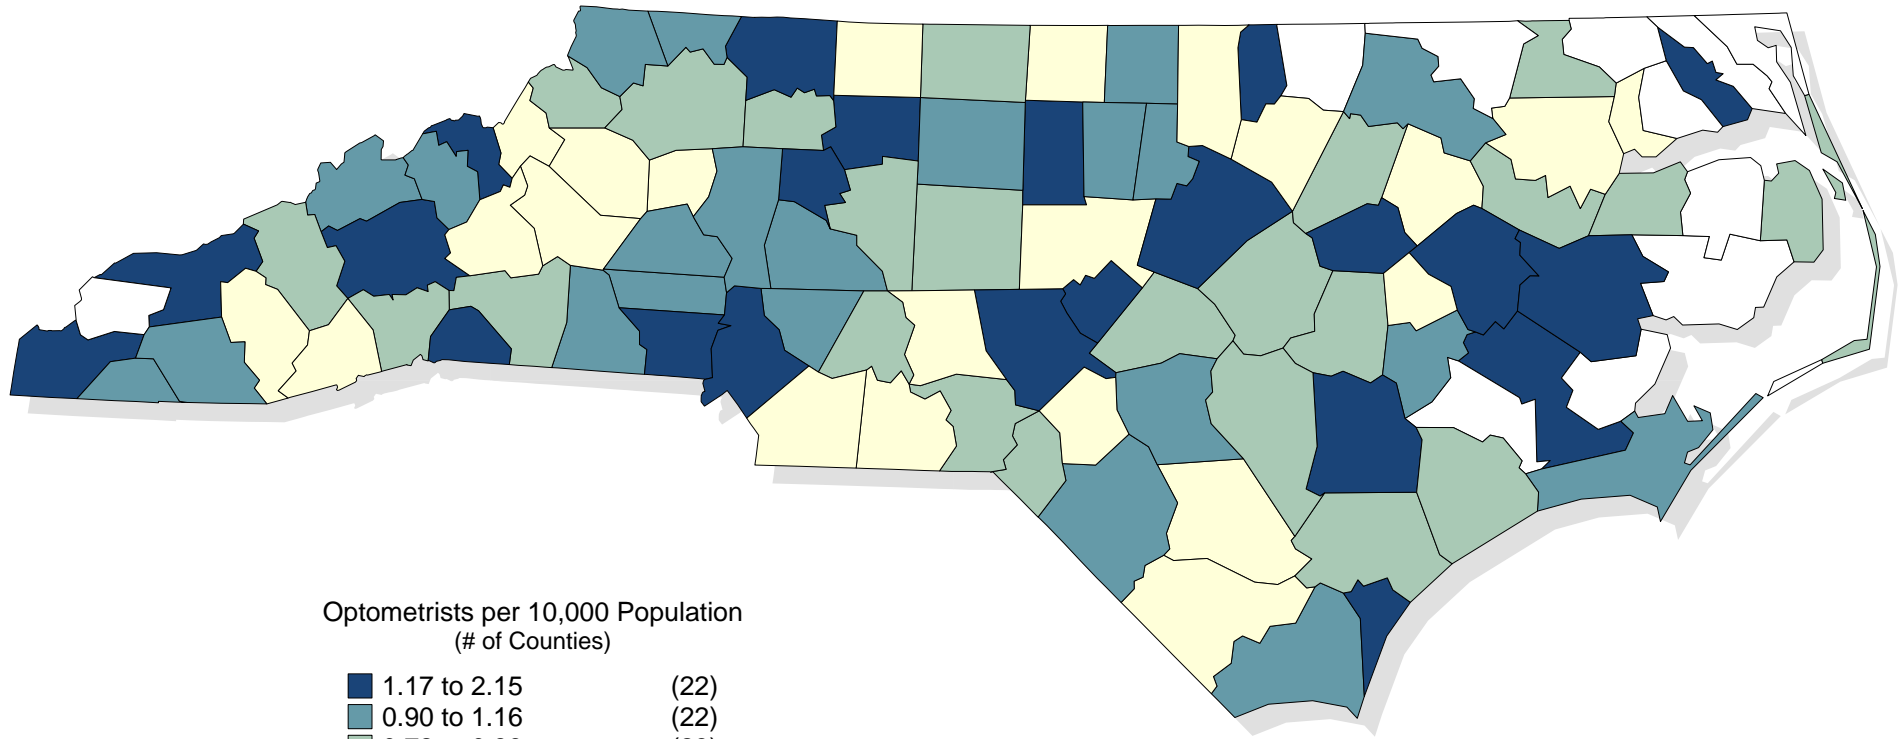 Optometrists per 10,000 Population
(# of Counties)
1.17 to 2.15 (22)
0.90 to 1.16 (22)